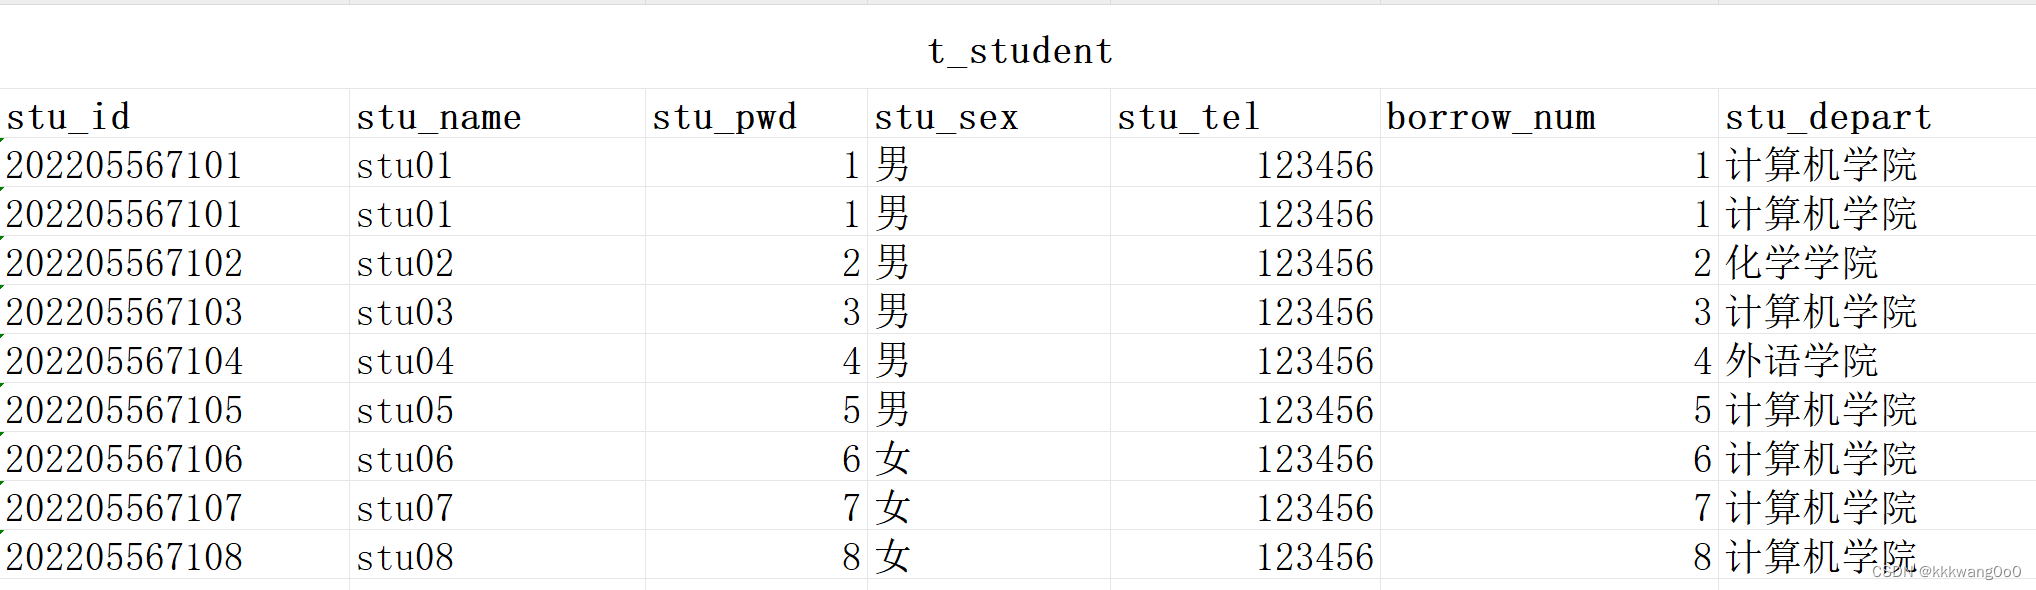 t_student
stu_id stu_name stu_pwd stu_sex stu_tel borrow_num stu_depart
202205567101 stu01 1 男 123456 1 计算机学院
202205567101 stu01 1 男 123456 1 计算机学院
202205567102 stu02 2 男 123456 2 化学学院
202205567103 stu03 3 男 123456 3 计算机学院
202205567104 stu04 4 男 123456 4 外语学院
202205567105 stu05 5 男 123456 5 计算机学院
202205567106 stu06 6 女 123456 6 计算机学院
202205567107 stu07 7 女 123456 7 计算机学院
202205567108 stu08 8 女 123456 8 计算机学院
CSDN @kkkwang0o0